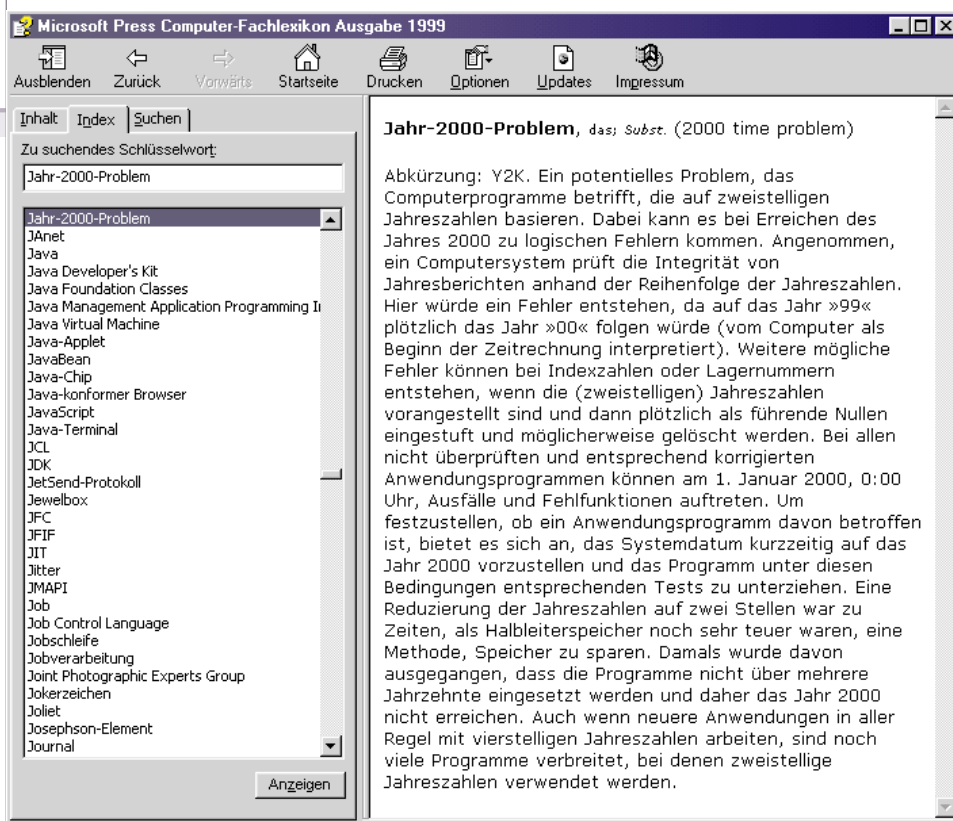 Microsoft Press Computer-Fachlexikon Ausgabe 1999
Ausblenden Zurück Vorwärts Startseite Drucken Optionen Updates Impressum
Inhalt Index Suchen
Zu suchendes Schlüsselwort:
Jahr-2000-Problem
Jahr-2000-Problem
JAnet
Java
Java Developer's Kit
Java Foundation Classes
Java Management Application Programming In
Java Virtual Machine
Java-Applet
JavaBean
Java-Chip
Java-konformer Browser
JavaScript
Java-Terminal
JCL
JDK
JetSend-Protokoll
Jewelbox
JFC
JFIF
JIT
Jitter
JMAPI
Job
Job Control Language
Jobschleife
Jobverarbeitung
Joint Photographic Experts Group
Jokerzeichen
Joliet
Josephson-Element
Journal
Anzeigen
Jahr-2000-Problem, das; Subst. (2000 time problem)
Abkürzung: Y2K. Ein potentielles Problem, das
Computerprogramme betrifft, die auf zweistelligen
Jahreszahlen basieren. Dabei kann es bei Erreichen des
Jahres 2000 zu logischen Fehlern kommen. Angenommen,
ein Computersystem prüft die Integrität von
Jahresberichten anhand der Reihenfolge der Jahreszahlen.
Hier würde ein Fehler entstehen, da auf das Jahr »99«
plötzlich das Jahr »00« folgen würde (vom Computer als
Beginn der Zeitrechnung interpretiert). Weitere mögliche
Fehler können bei Indexzahlen oder Lagernummern
entstehen, wenn die (zweistelligen) Jahreszahlen
vorangestellt sind und dann plötzlich als führende Nullen
eingestuft und möglicherweise gelöscht werden. Bei allen
nicht überprüften und entsprechend korrigierten
Anwendungsprogrammen können am 1. Januar 2000, 0:00
Uhr, Ausfälle und Fehlfunktionen auftreten. Um
festzustellen, ob ein Anwendungsprogramm davon betroffen
ist, bietet es sich an, das Systemdatum kurzzeitig auf das
Jahr 2000 vorzustellen und das Programm unter diesen
Bedingungen entsprechenden Tests zu unterziehen. Eine
Reduzierung der Jahreszahlen auf zwei Stellen war zu
Zeiten, als Halbleiterspeicher noch sehr teuer waren, eine
Methode, Speicher zu sparen. Damals wurde davon
ausgegangen, dass die Programme nicht über mehrere
Jahrzehnte eingesetzt werden und daher das Jahr 2000
nicht erreichen. Auch wenn neuere Anwendungen in aller
Regel mit vierstelligen Jahreszahlen arbeiten, sind noch
viele Programme verbreitet, bei denen zweistellige
Jahreszahlen verwendet werden.